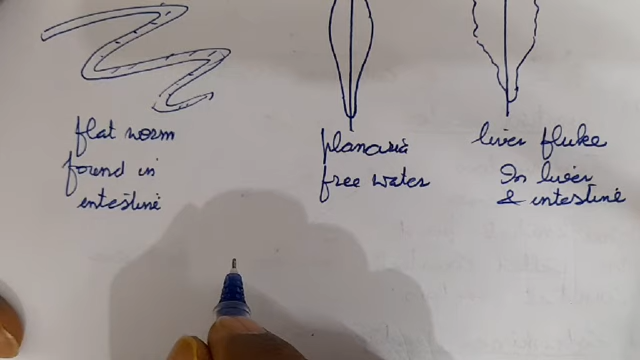 flat worm
found in
intestine
planaria
free water
liver fluke
In liver
& intestine